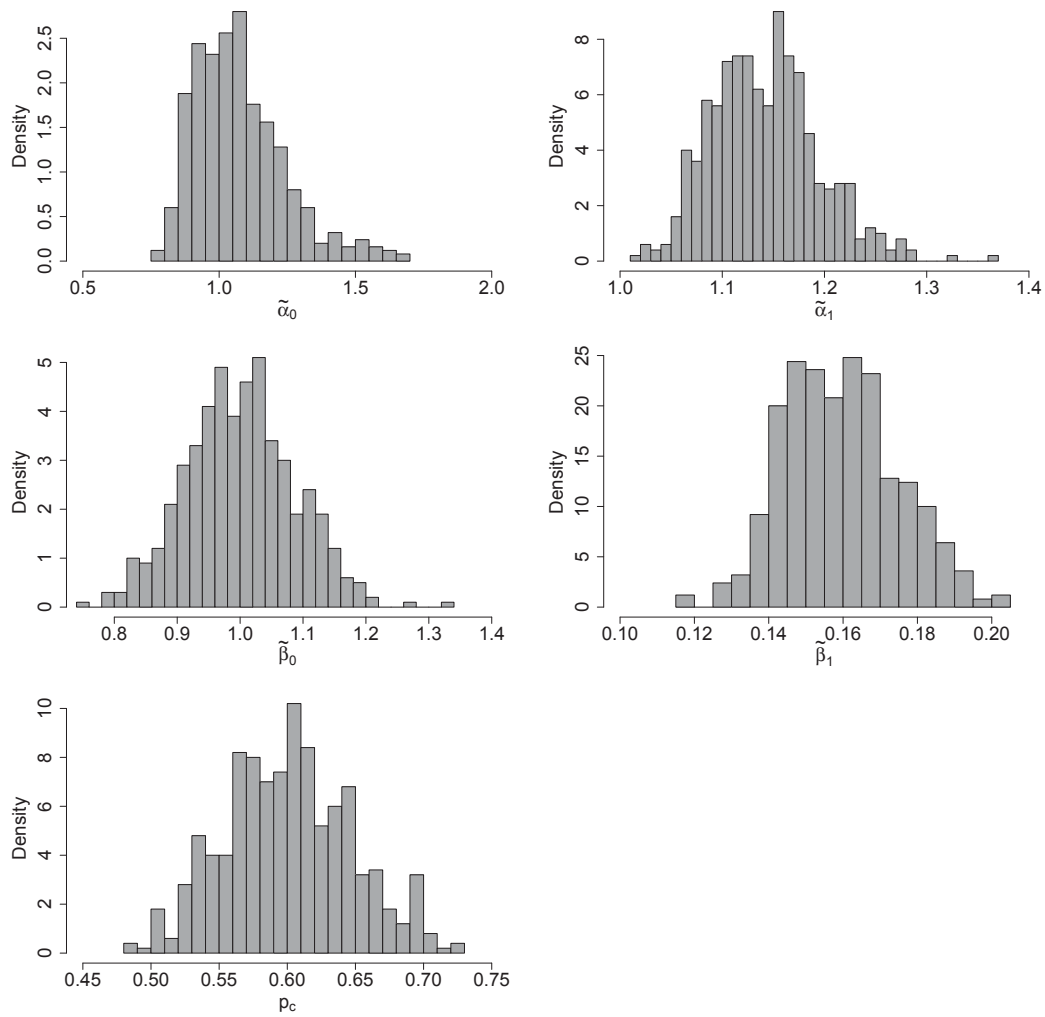 Density
0.0 0.5 1.0 1.5 2.0 2.5
0.5 1.0 1.5 2.0
α̃₀
Density
0 2 4 6 8
1.0 1.1 1.2 1.3 1.4
α̃₁
Density
0 1 2 3 4 5
0.8 0.9 1.0 1.1 1.2 1.3 1.4
β̃₀
Density
0 5 10 15 20 25
0.10 0.12 0.14 0.16 0.18 0.20
β̃₁
Density
0 2 4 6 8 10
0.45 0.50 0.55 0.60 0.65 0.70 0.75
p_c